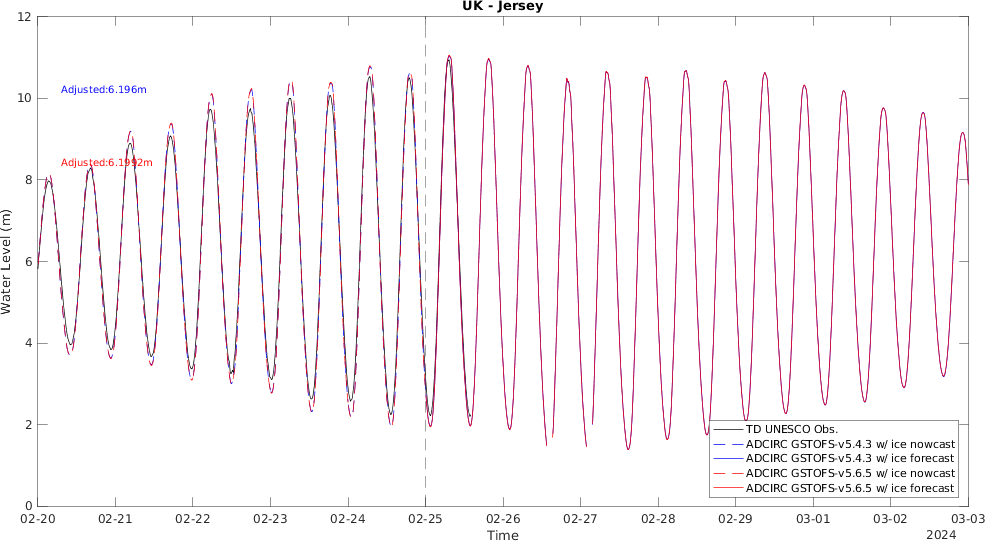 UK - Jersey
12
10
8
6
4
2
0
Water Level (m)
Adjusted:6.196m
Adjusted:6.1992m
TD UNESCO Obs.
ADCIRC GSTOFS-v5.4.3 w/ ice nowcast
ADCIRC GSTOFS-v5.4.3 w/ ice forecast
ADCIRC GSTOFS-v5.6.5 w/ ice nowcast
ADCIRC GSTOFS-v5.6.5 w/ ice forecast
02-20 02-21 02-22 02-23 02-24 02-25 02-26 02-27 02-28 02-29 03-01 03-02 03-03
Time
2024